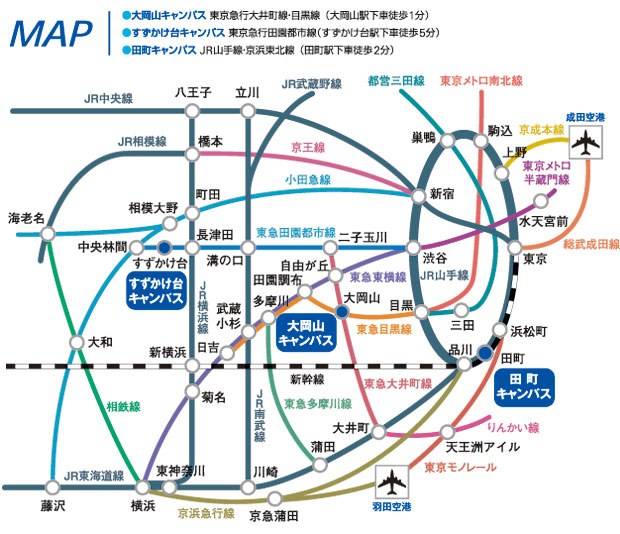 MAP
●大岡山キャンパス 東京急行大井町線・目黒線（大岡山駅下車徒歩1分）
●すずかけ台キャンパス 東京急行田園都市線(すずかけ台駅下車徒歩5分)
●田町キャンパス JR山手線・京浜東北線（田町駅下車徒歩2分）
八王子
立川
JR武蔵野線
都営三田線
東京メトロ南北線
JR中央線
成田空港
京成本線
巣鴨
駒込
上野
JR相模線
橋本
京王線
東京メトロ
半蔵門線
小田急線
新宿
町田
相模大野
水天宮前
海老名
中央林間
長津田
東急田園都市線
二子玉川
渋谷
東京
総武成田線
すずかけ台
溝の口
自由が丘
東急東横線
JR山手線
すずかけ台
キャンパス
田園調布
大岡山
目黒
JR横浜線
武蔵
小杉
多摩川
大岡山
キャンパス
東急目黒線
三田
浜松町
大和
日吉
品川
田町
新横浜
新幹線
田 町
キャンパス
菊名
JR南武線
東急大井町線
相鉄線
東急多摩川線
りんかい線
大井町
天王洲アイル
蒲田
東京モノレール
JR東海道線
東神奈川
川崎
羽田空港
藤沢
横浜
京浜急行線
京急蒲田